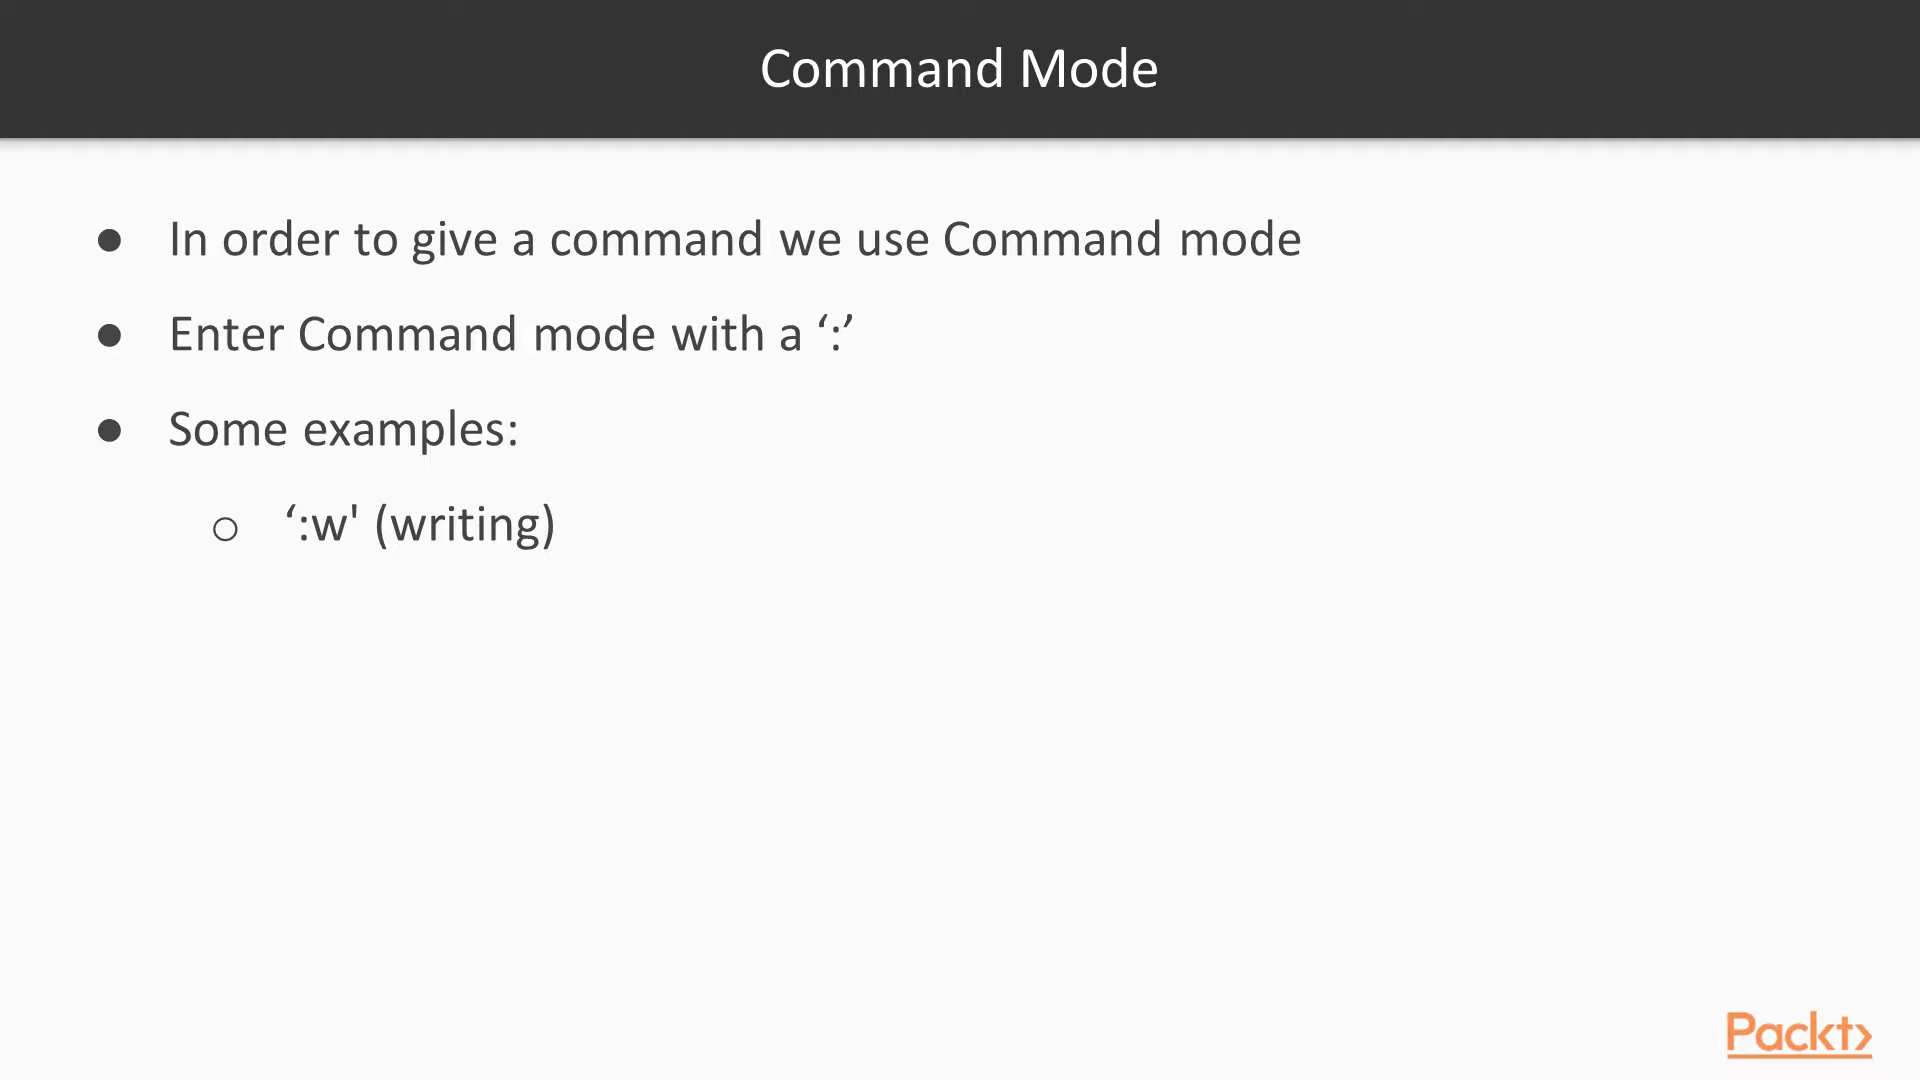 Command Mode
● In order to give a command we use Command mode
● Enter Command mode with a ‘:’
● Some examples:
○ ‘:w' (writing)
Packt>